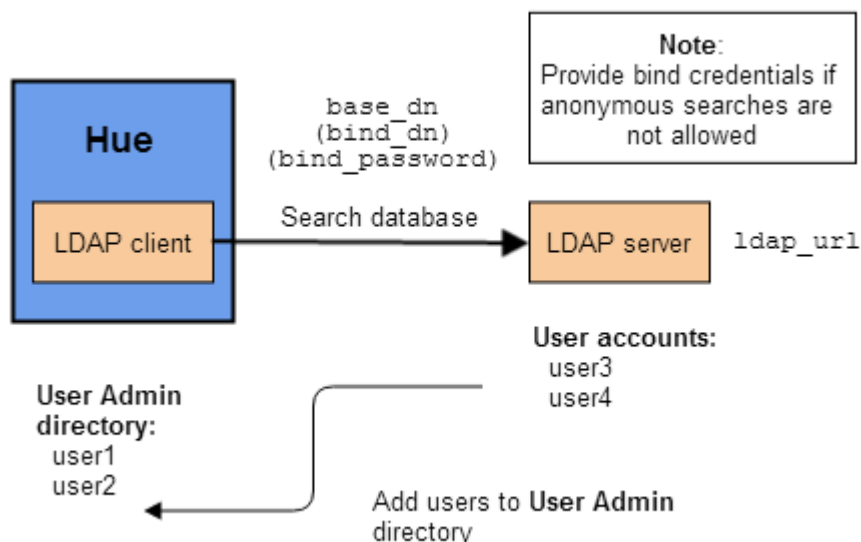 Note:
Provide bind credentials if
anonymous searches are
not allowed
Hue
base_dn
(bind_dn)
(bind_password)
LDAP client
Search database
LDAP server
ldap_url
User accounts:
user3
user4
User Admin
directory:
user1
user2
Add users to User Admin
directory